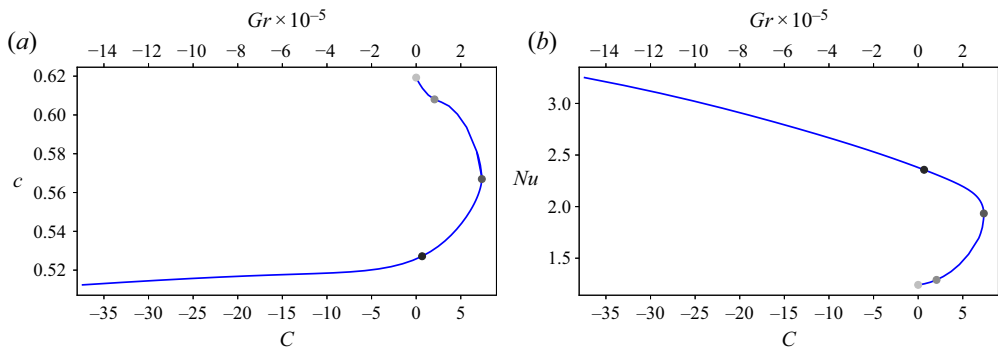 Gr × 10⁻⁵
(a)
−14 −12 −10 −8 −6 −4 −2 0 2
0.62
0.60
0.58
c
0.56
0.54
0.53
0.52
−35 −30 −25 −20 −15 −10 −5 0 5
C
Gr × 10⁻⁵
(b)
−14 −12 −10 −8 −6 −4 −2 0 2
3.0
2.5
Nu
2.0
1.5
−35 −30 −25 −20 −15 −10 −5 0 5
C